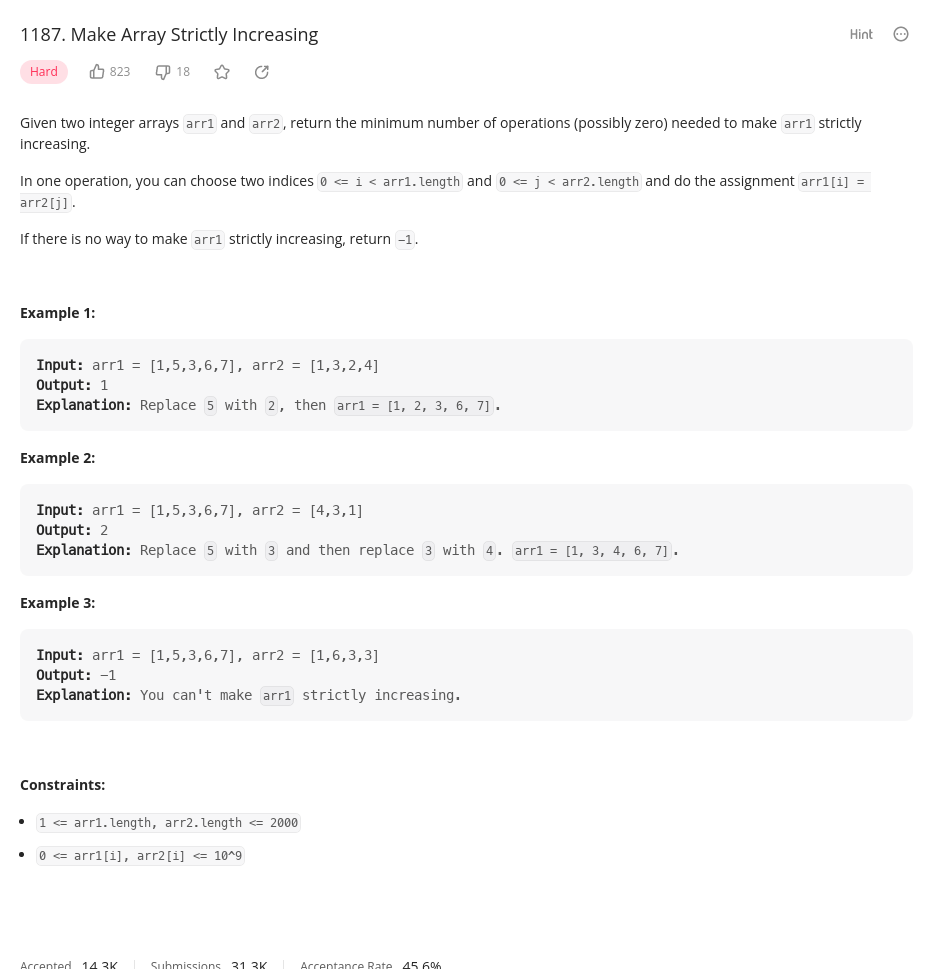 1187. Make Array Strictly Increasing
Hint
Hard 823 18
Given two integer arrays arr1 and arr2, return the minimum number of operations (possibly zero) needed to make arr1 strictly
increasing.
In one operation, you can choose two indices 0 <= i < arr1.length and 0 <= j < arr2.length and do the assignment arr1[i] =
arr2[j].
If there is no way to make arr1 strictly increasing, return -1.
Example 1:
Input: arr1 = [1,5,3,6,7], arr2 = [1,3,2,4]
Output: 1
Explanation: Replace 5 with 2, then arr1 = [1, 2, 3, 6, 7].
Example 2:
Input: arr1 = [1,5,3,6,7], arr2 = [4,3,1]
Output: 2
Explanation: Replace 5 with 3 and then replace 3 with 4. arr1 = [1, 3, 4, 6, 7].
Example 3:
Input: arr1 = [1,5,3,6,7], arr2 = [1,6,3,3]
Output: -1
Explanation: You can't make arr1 strictly increasing.
Constraints:
• 1 <= arr1.length, arr2.length <= 2000
• 0 <= arr1[i], arr2[i] <= 10^9
Accepted 14.3K Submissions 31.3K Acceptance Rate 45.6%